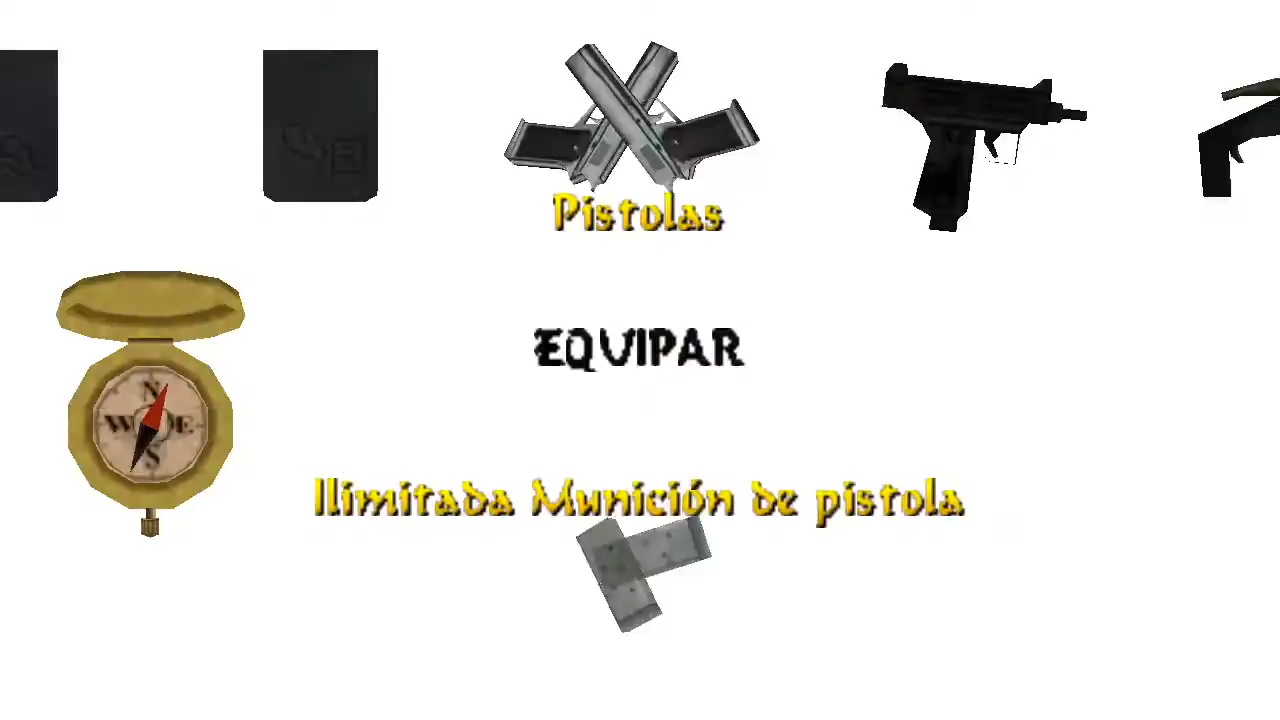 Pistolas
EQUIPAR
N
W E
S
Ilimitada Munición de pistola